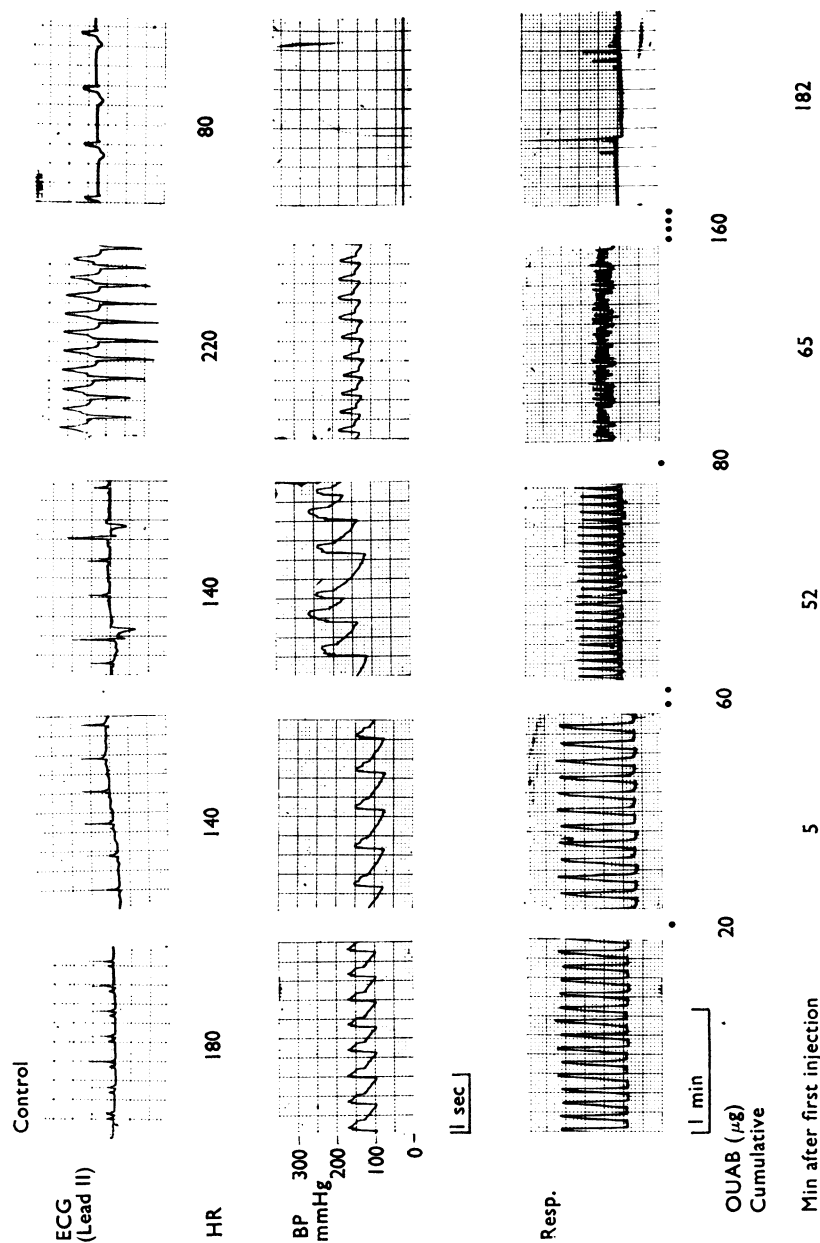 Control
ECG
(Lead II)
HR 180 140 140 220 80
BP
mmHg
300
200
100
0
1 sec
Resp.
1 min
OUAB (μg)
Cumulative
20 60 80 160
Min after first injection 5 52 65 182